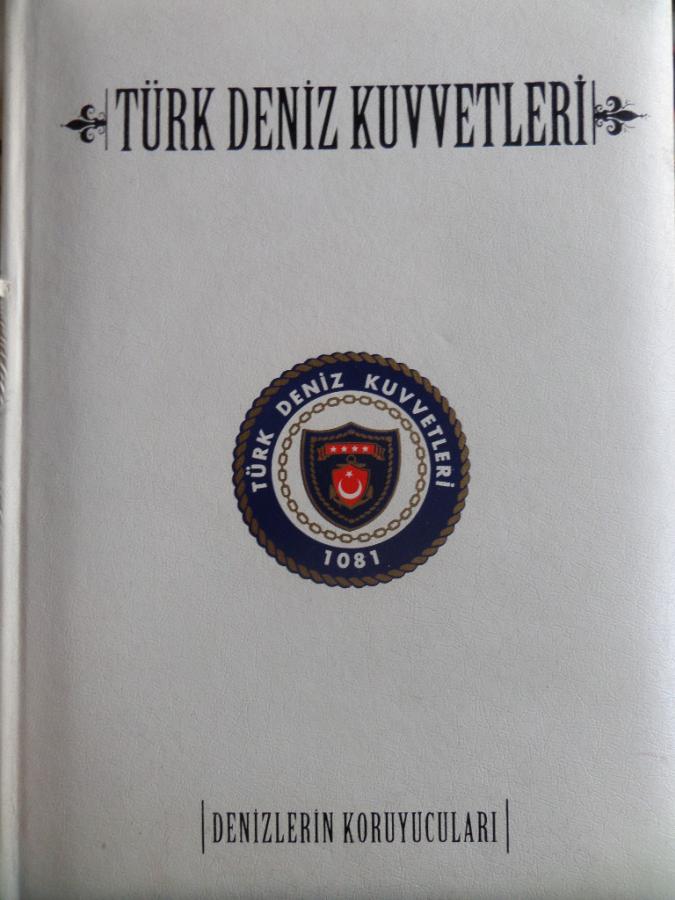 TÜRK DENİZ KUVVETLERİ
TÜRK DENİZ KUVVETLERİ
1081
DENİZLERİN KORUYUCULARI